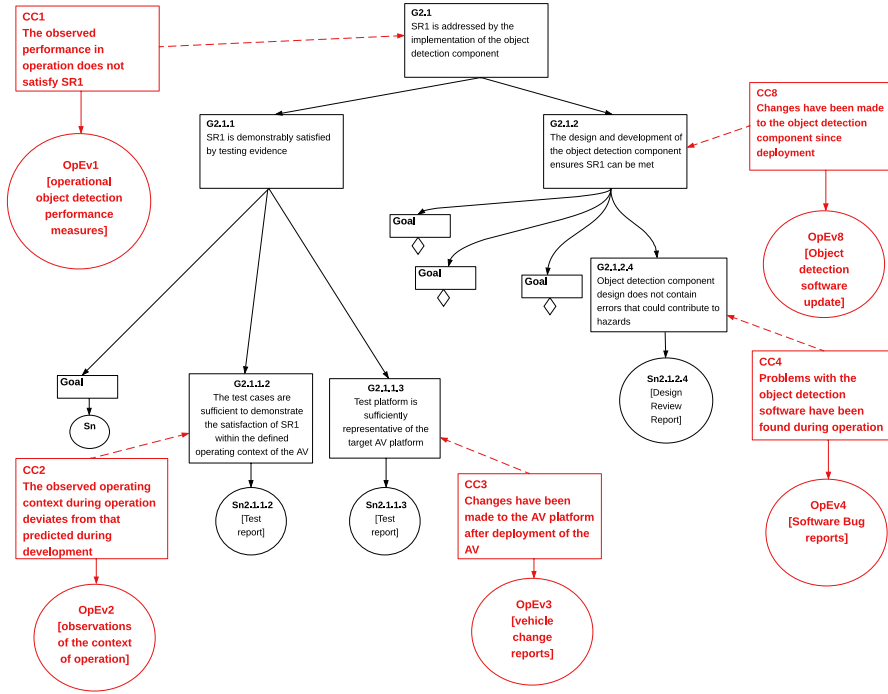 CC1
The observed
performance in
operation does not
satisfy SR1
G2.1
SR1 is addressed by the
implementation of the object
detection component
OpEv1
[operational
object detection
performance
measures]
G2.1.1
SR1 is demonstrably satisfied
by testing evidence
G2.1.2
The design and development of
the object detection component
ensures SR1 can be met
CC8
Changes have been made
to the object detection
component since
deployment
OpEv8
[Object
detection
software
update]
Goal
Goal
Goal
G2.1.2.4
Object detection component
design does not contain
errors that could contribute to
hazards
Sn2.1.2.4
[Design
Review
Report]
CC4
Problems with the
object detection
software have been
found during operation
OpEv4
[Software Bug
reports]
Goal
Sn
G2.1.1.2
The test cases are
sufficient to demonstrate
the satisfaction of SR1
within the defined
operating context of the AV
G2.1.1.3
Test platform is
sufficiently
representative of the
target AV platform
CC2
The observed operating
context during operation
deviates from that
predicted during
development
Sn2.1.1.2
[Test
report]
Sn2.1.1.3
[Test
report]
CC3
Changes have been
made to the AV platform
after deployment of the
AV
OpEv2
[observations
of the context
of operation]
OpEv3
[vehicle
change
reports]